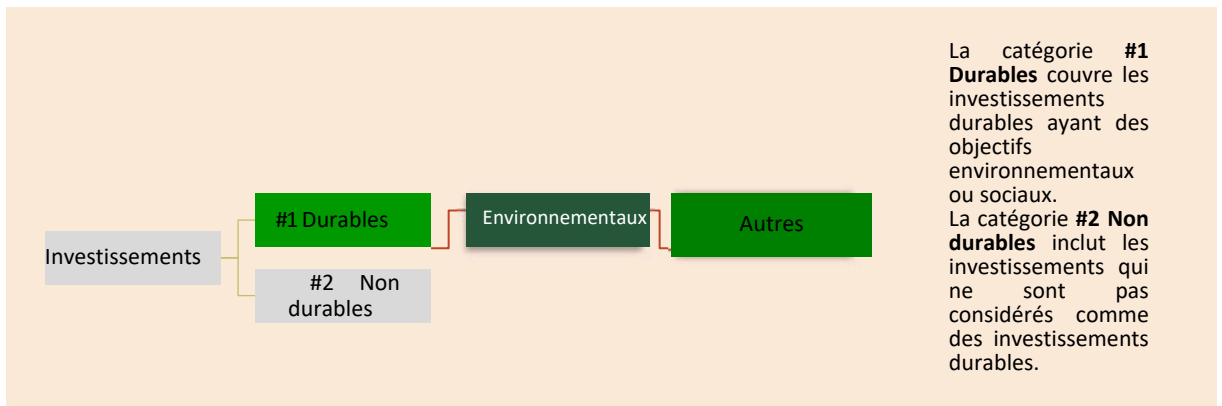 Investissements
#1 Durables
#2 Non
durables
Environnementaux
Autres
La catégorie #1
Durables couvre les
investissements
durables ayant des
objectifs
environnementaux
ou sociaux.
La catégorie #2 Non
durables inclut les
investissements qui
ne sont pas
considérés comme
des investissements
durables.